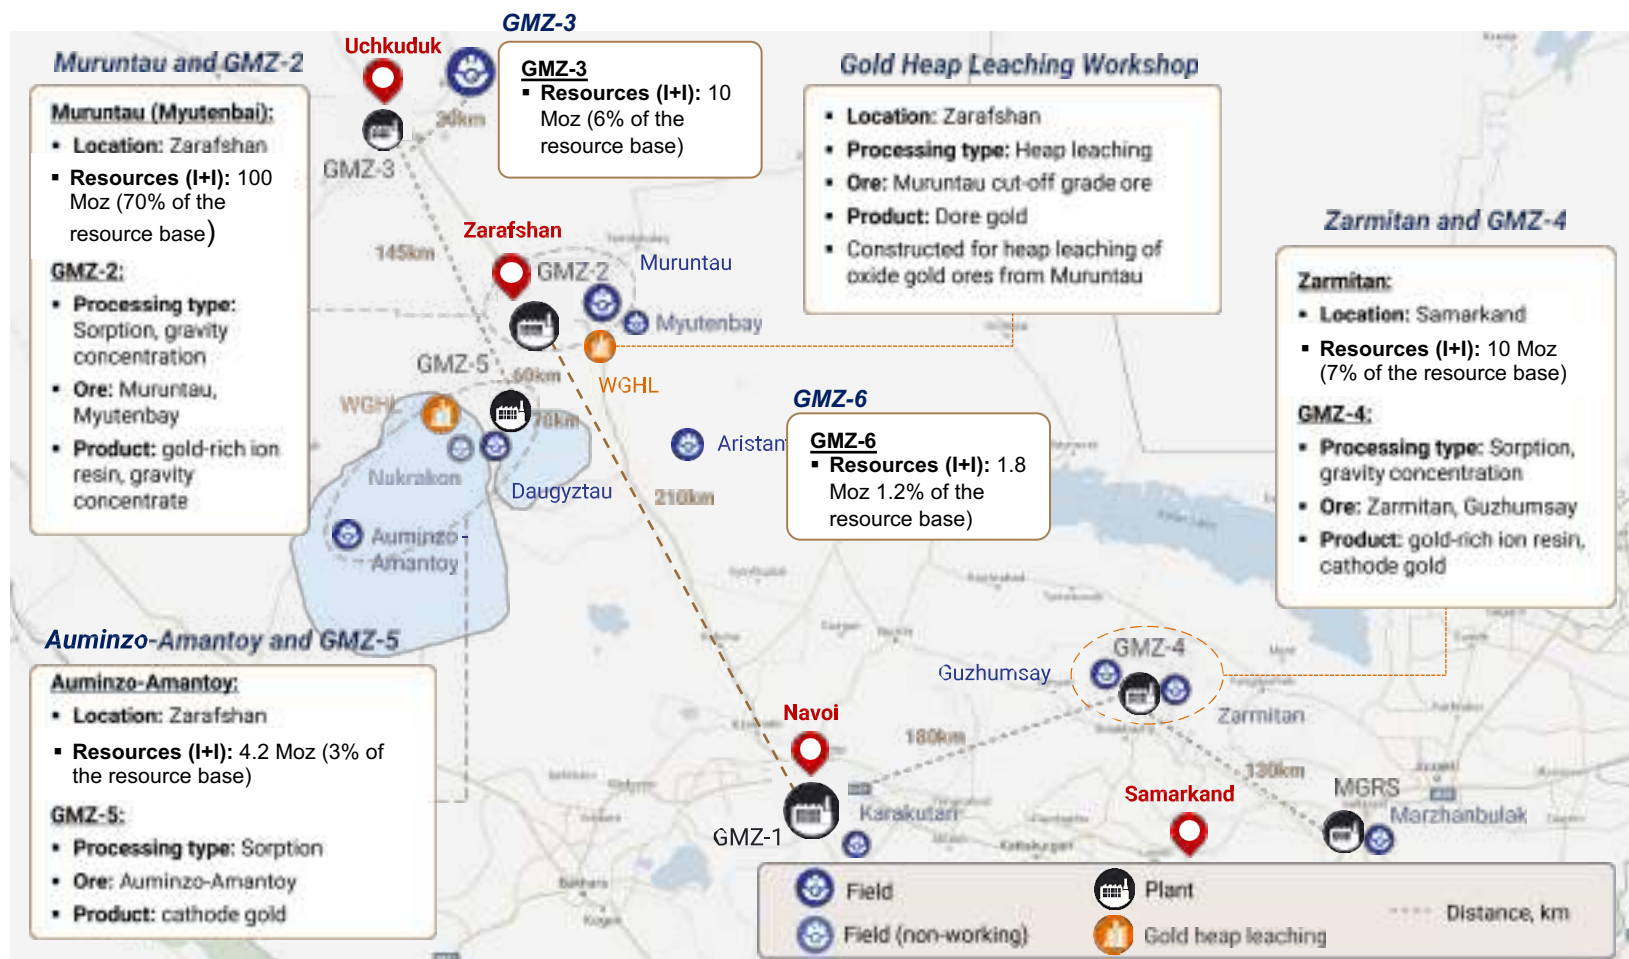 GMZ-3
Uchkuduk
Muruntau and GMZ-2
Muruntau (Myutenbai):
▪ Location: Zarafshan
▪ Resources (I+I): 100
Moz (70% of the
resource base)
GMZ-2:
▪ Processing type:
Sorption, gravity
concentration
▪ Ore: Muruntau,
Myutenbay
▪ Product: gold-rich ion
resin, gravity
concentrate
GMZ-3
▪ Resources (I+I): 10
Moz (6% of the
resource base)
30km
GMZ-3
145km
Gold Heap Leaching Workshop
▪ Location: Zarafshan
▪ Processing type: Heap leaching
▪ Ore: Muruntau cut-off grade ore
▪ Product: Dore gold
▪ Constructed for heap leaching of
oxide gold ores from Muruntau
Zarafshan
GMZ-2
Muruntau
Myutenbay
WGHL
GMZ-5
60km
70km
WGHL
Nukrakon
Daugyztau
Auminzo-
Amantoy
Aristan
210km
GMZ-6
GMZ-6
▪ Resources (I+I): 1.8
Moz 1.2% of the
resource base)
Zarmitan and GMZ-4
Zarmitan:
▪ Location: Samarkand
▪ Resources (I+I): 10 Moz
(7% of the resource base)
GMZ-4:
▪ Processing type: Sorption,
gravity concentration
▪ Ore: Zarmitan, Guzhumsay
▪ Product: gold-rich ion resin,
cathode gold
Auminzo-Amantoy and GMZ-5
Auminzo-Amantoy:
▪ Location: Zarafshan
▪ Resources (I+I): 4.2 Moz (3% of
the resource base)
GMZ-5:
▪ Processing type: Sorption
▪ Ore: Auminzo-Amantoy
▪ Product: cathode gold
GMZ-4
Guzhumsay
Zarmitan
Navoi
180km
130km
GMZ-1
Karakutan
Samarkand
MGRS
Marzhanbulak
Bukhara
Kogon
Field
Plant
Distance, km
Field (non-working)
Gold heap leaching